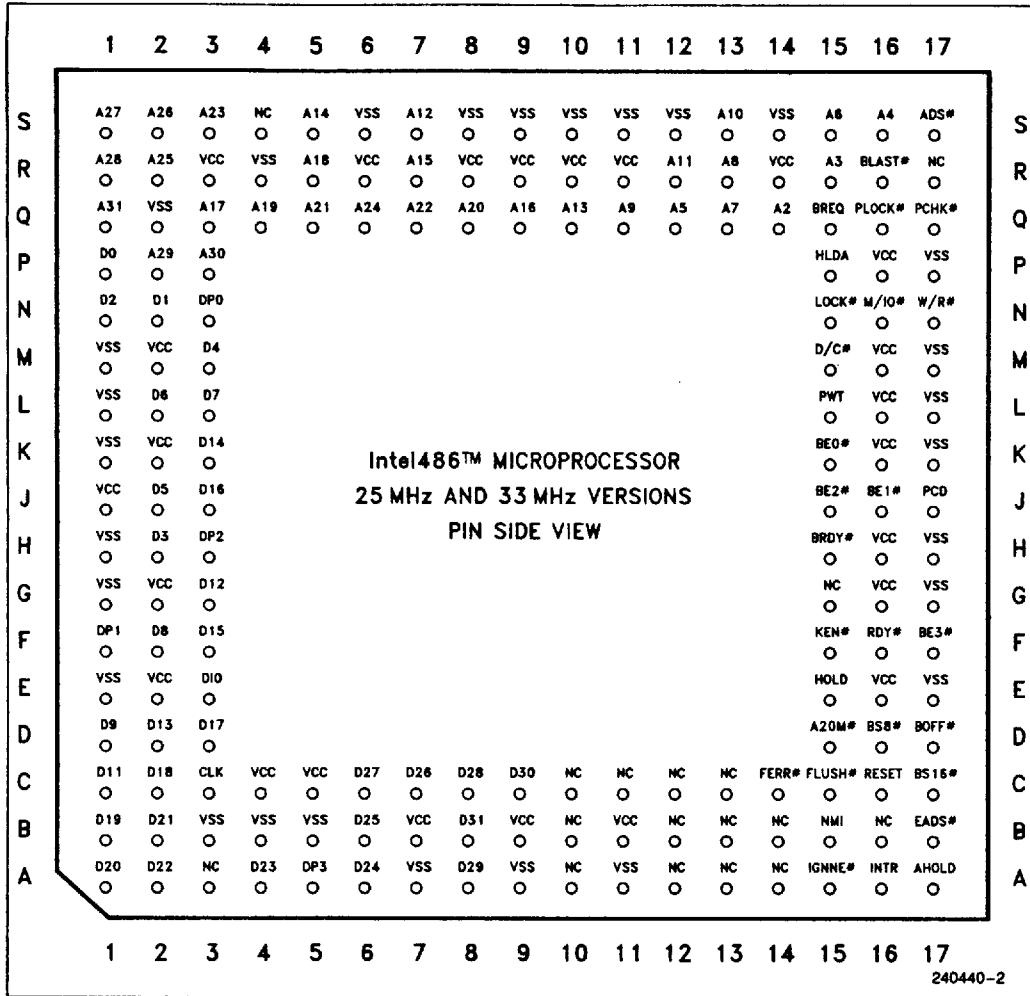 1 2 3 4 5 6 7 8 9 10 11 12 13 14 15 16 17
A27 A26 A23 NC A14 VSS A12 VSS VSS VSS VSS VSS A10 VSS A6 A4 ADS#
S S
A28 A25 VCC VSS A18 VCC A15 VCC VCC VCC VCC A11 A8 VCC A3 BLAST# NC
R R
A31 VSS A17 A19 A21 A24 A22 A20 A16 A13 A9 A5 A7 A2 BREQ PLOCK# PCHK#
Q Q
D0 A29 A30 HLDA VCC VSS
P P
D2 D1 DP0 LOCK# M/IO# W/R#
N N
VSS VCC D4 D/C# VCC VSS
M M
VSS D6 D7 PWT VCC VSS
L L
VSS VCC D14 BE0# VCC VSS
K K
Intel486™ MICROPROCESSOR
VCC D5 D16 BE2# BE1# PCD
J J
25 MHz AND 33 MHz VERSIONS
PIN SIDE VIEW
VSS D3 DP2 BRDY# VCC VSS
H H
VSS VCC D12 NC VCC VSS
G G
DP1 D8 D15 KEN# RDY# BE3#
F F
VSS VCC DI0 HOLD VCC VSS
E E
D9 D13 D17 A20M# BS8# BOFF#
D D
D11 D18 CLK VCC VCC D27 D26 D28 D30 NC NC NC NC FERR# FLUSH# RESET BS16#
C C
D19 D21 VSS VSS VSS D25 VCC D31 VCC NC VCC NC NC NC NMI NC EADS#
B B
D20 D22 NC D23 DP3 D24 VSS D29 VSS NC VSS NC NC NC IGNNE# INTR AHOLD
A A
1 2 3 4 5 6 7 8 9 10 11 12 13 14 15 16 17
240440-2